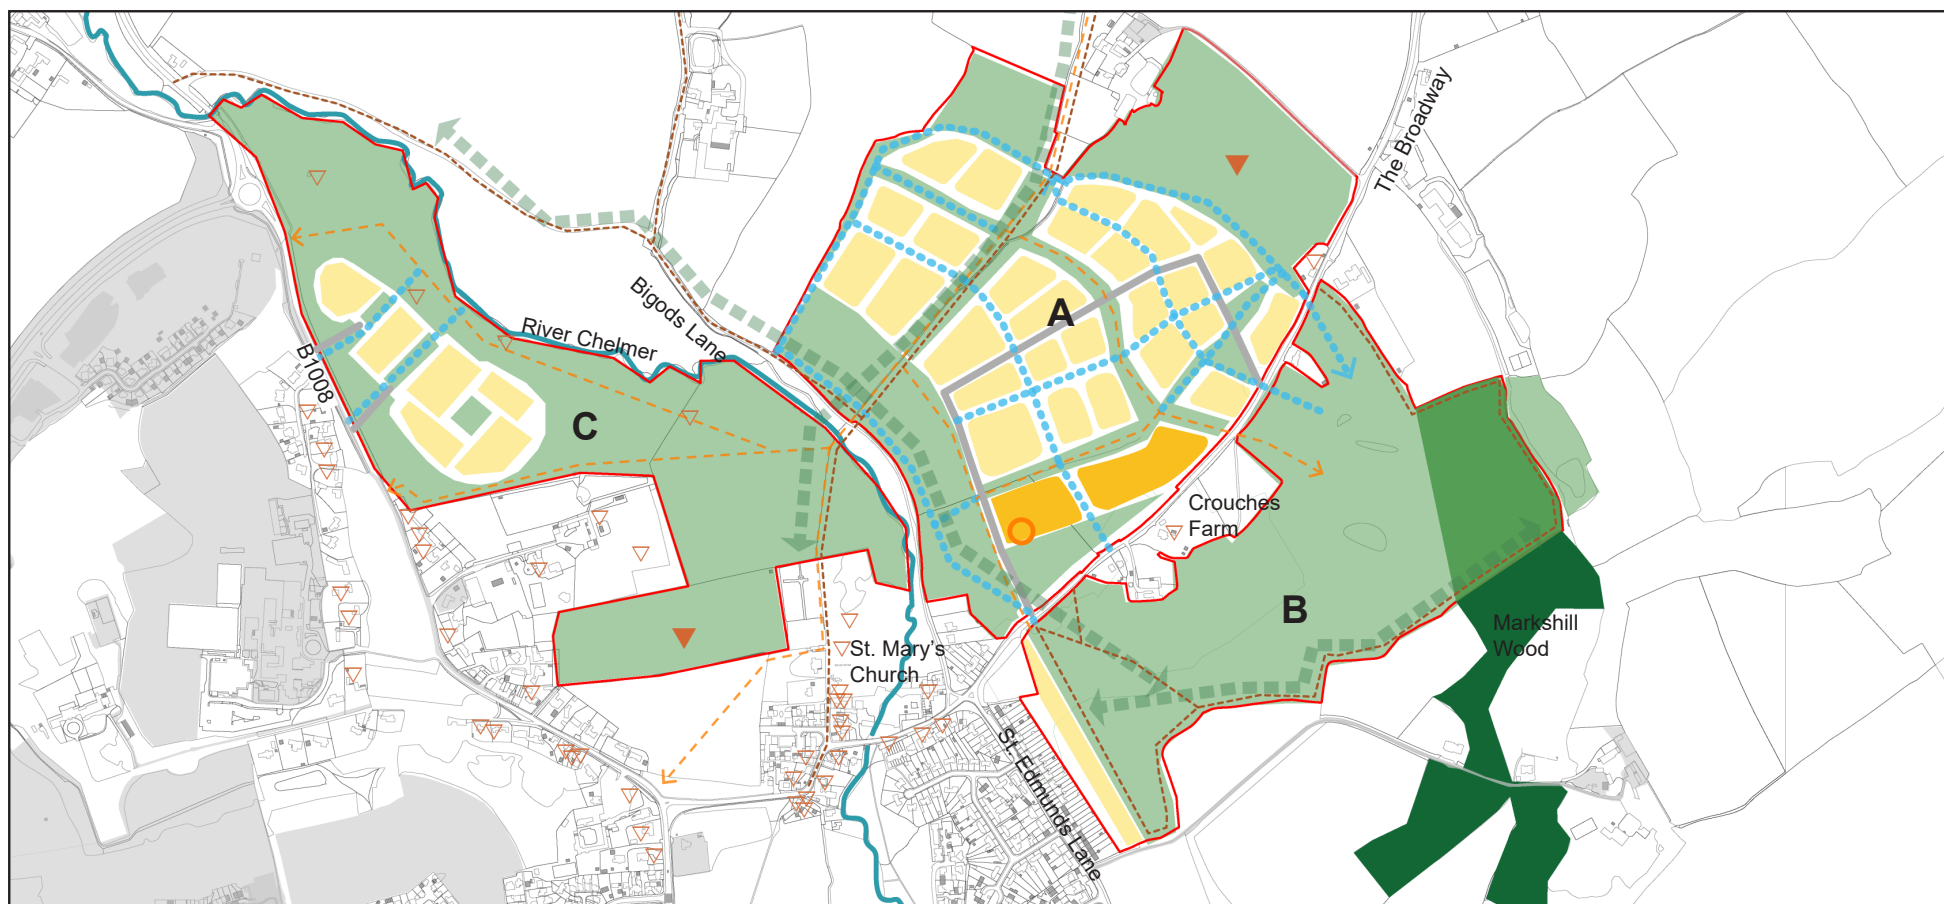 The Broadway
Bigods Lane
River Chelmer
A
B1008
C
Crouches
Farm
B
Markshill
Wood
St. Mary's
Church
St. Edmunds Lane